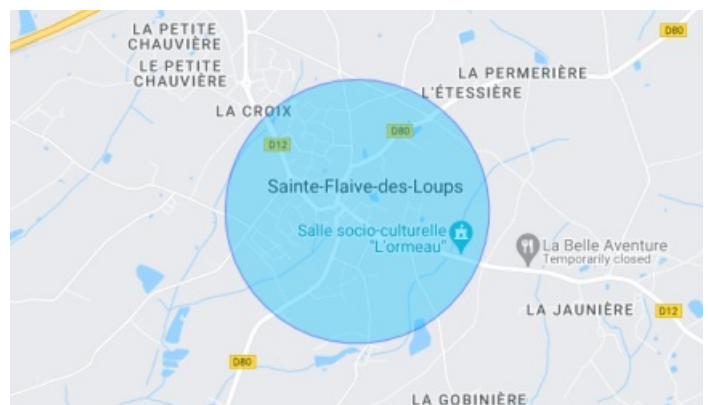 LA PETITE
CHAUVIÈRE
D80
LE PETITE
CHAUVIÈRE
LA PERMERIÈRE
L'ÉTESSIÈRE
LA CROIX
D80
D12
Sainte-Flaive-des-Loups
Salle socio-culturelle
"L'ormeau"
La Belle Aventure
Temporarily closed
LA JAUNIÈRE
D12
D80
LA GOBINIÈRE